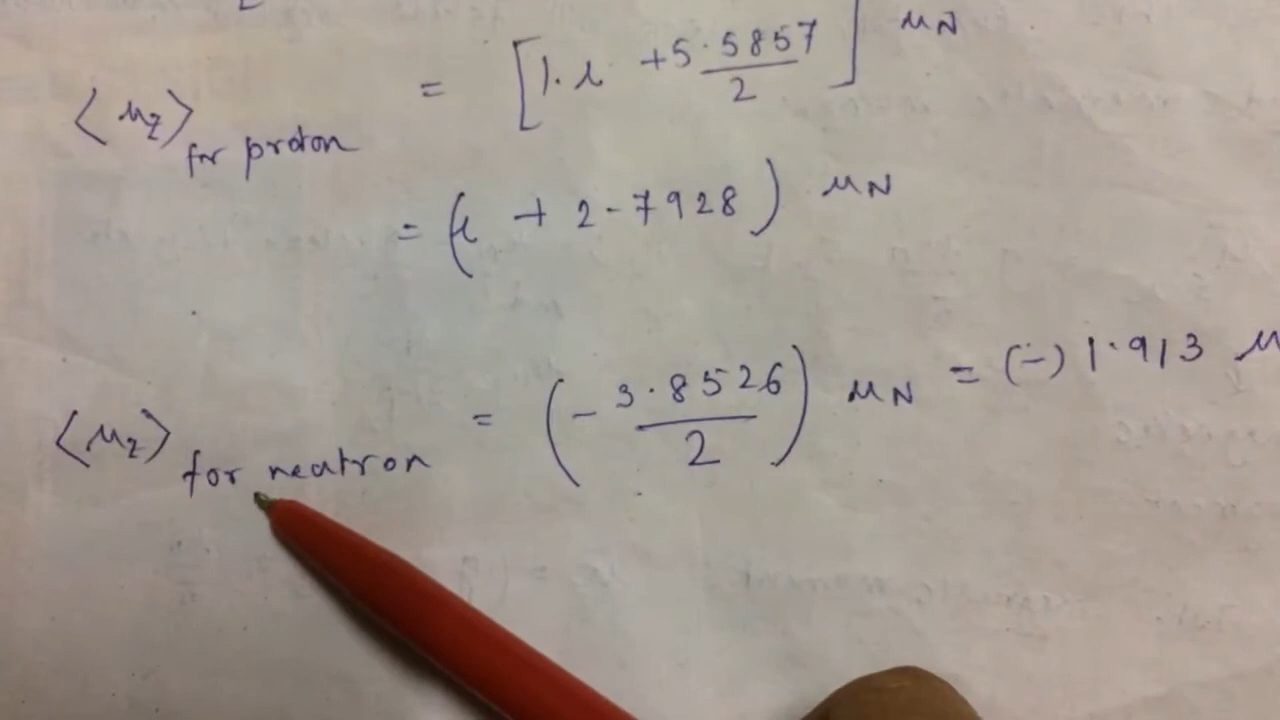 ⟨μz⟩ for proton = [1·l + 5·5857/2] μN
= (l + 2-7928) μN
⟨μz⟩ for neutron = (- 3·8526/2) μN = (-) 1·913 μ